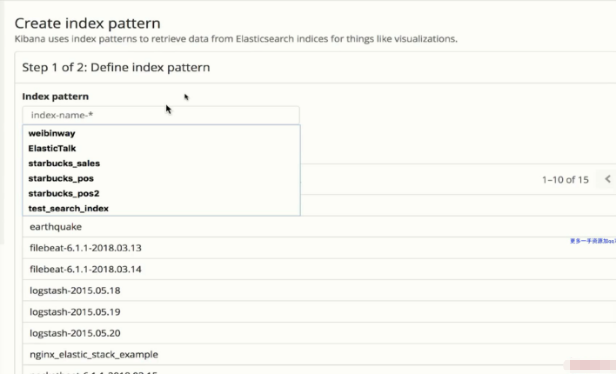 Create index pattern
Kibana uses index patterns to retrieve data from Elasticsearch indices for things like visualizations.
Step 1 of 2: Define index pattern
Index pattern
index-name-*
weibinway
ElasticTalk
starbucks_sales
starbucks_pos
starbucks_pos2
test_search_index
1–10 of 15
earthquake
filebeat-6.1.1-2018.03.13
filebeat-6.1.1-2018.03.14
logstash-2015.05.18
logstash-2015.05.19
logstash-2015.05.20
nginx_elastic_stack_example